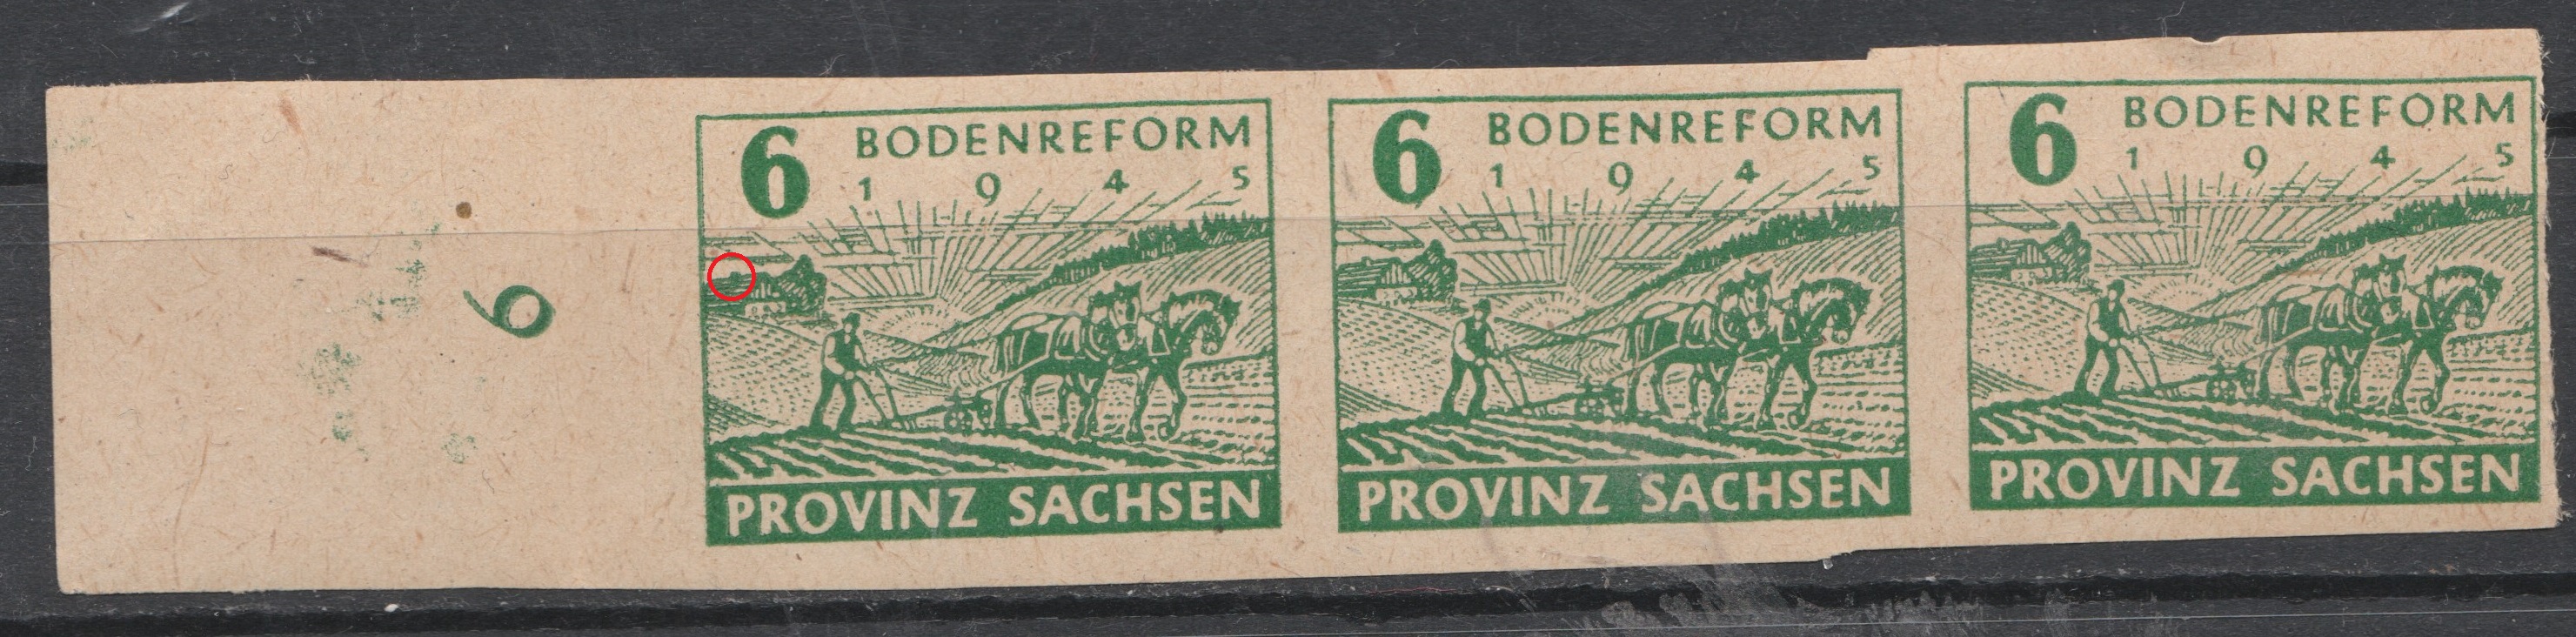 6
6 BODENREFORM
1 9 4 5
PROVINZ SACHSEN
6 BODENREFORM
1 9 4 5
PROVINZ SACHSEN
6 BODENREFORM
1 9 4 5
PROVINZ SACHSEN